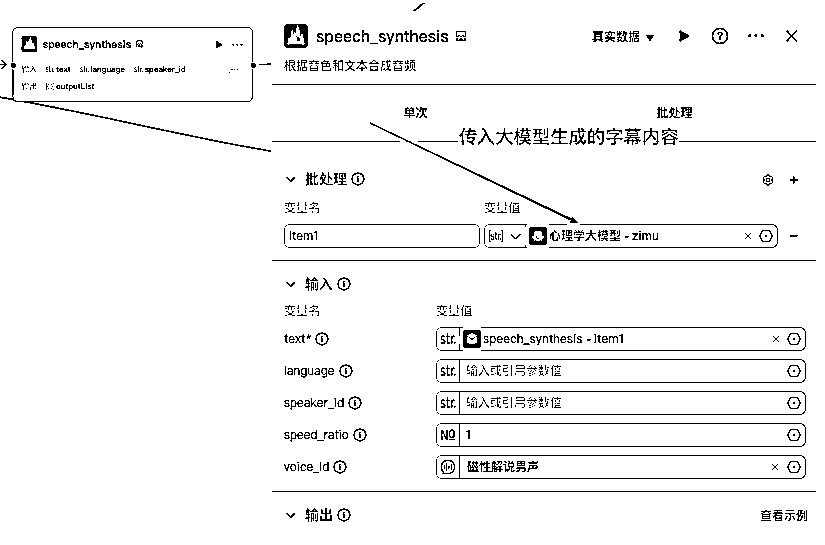 speech_synthesis
输入 str.text str.language str.speaker_id
输出 [o] outputList
speech_synthesis
真实数据
根据音色和文本合成音频
单次 批处理
传入大模型生成的字幕内容
批处理
变量名 变量值
item1 [str] 心理学大模型 - zimu
输入
变量名 变量值
text* str. speech_synthesis - item1
language str. 输入或引用参数值
speaker_id str. 输入或引用参数值
speed_ratio № 1
voice_id 磁性解说男声
输出 查看示例